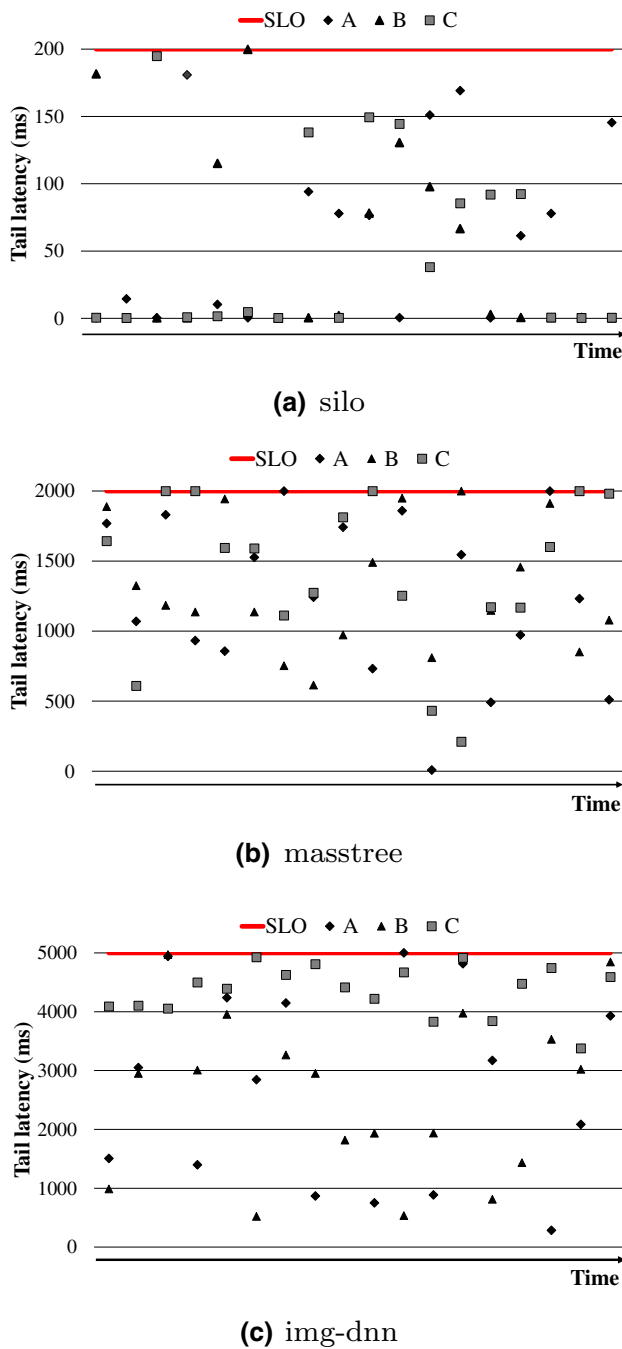 SLO A B C
200
150
100
50
0
Tail latency (ms)
Time
(a) silo
SLO A B C
2000
1500
1000
500
0
Tail latency (ms)
Time
(b) masstree
SLO A B C
5000
4000
3000
2000
1000
0
Tail latency (ms)
Time
(c) img-dnn